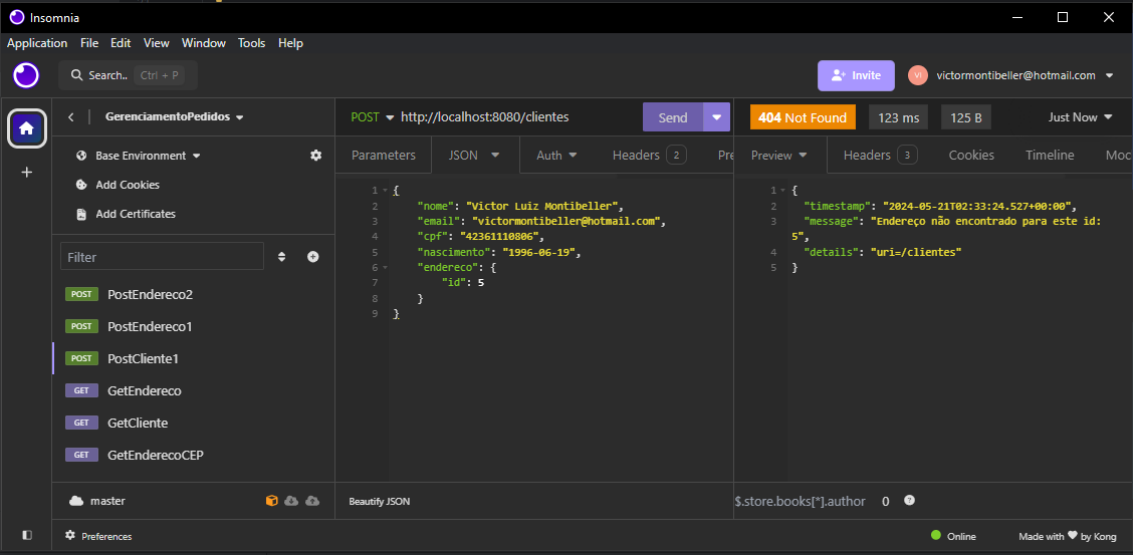 Insomnia
Application File Edit View Window Tools Help
Search.. Ctrl + P
Invite
VI victormontibeller@hotmail.com
GerenciamentoPedidos
Base Environment
Add Cookies
Add Certificates
Filter
POST PostEndereco2
POST PostEndereco1
POST PostCliente1
GET GetEndereco
GET GetCliente
GET GetEnderecoCEP
master
POST http://localhost:8080/clientes Send
Parameters JSON Auth Headers 2 Pre
1 {
2 "nome": "Victor Luiz Montibeller",
3 "email": "victormontibeller@hotmail.com",
4 "cpf": "42361110806",
5 "nascimento": "1996-06-19",
6 "endereco": {
7 "id": 5
8 }
9 }
Beautify JSON
404 Not Found 123 ms 125 B Just Now
Preview Headers 3 Cookies Timeline Moc
1 {
2 "timestamp": "2024-05-21T02:33:24.527+00:00",
3 "message": "Endereço não encontrado para este id:
5",
4 "details": "uri=/clientes"
5 }
$.store.books[*].author 0 ?
Preferences
Online Made with ♥ by Kong